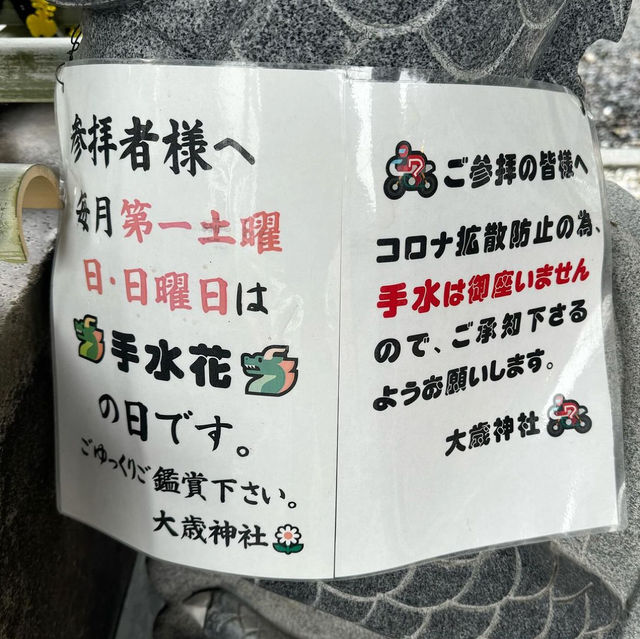 参拝者様へ
毎月第一土曜
日・日曜日は
手水花
の日です。
ごゆっくりご鑑賞下さい。
大歳神社
ご参拝の皆様へ
コロナ拡散防止の為、
手水は御座いません
ので、ご承知下さる
ようお願いします。
大歳神社